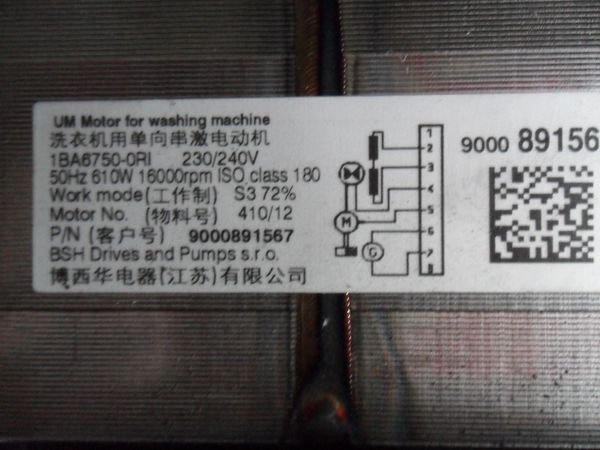 UM Motor for washing machine
洗衣机用单向串激电动机
1BA6750-0RI 230/240V
50Hz 610W 16000rpm ISO class 180
Work mode(工作制) S3 72%
Motor No. (物料号) 410/12
P/N (客户号) 9000891567
BSH Drives and Pumps s.r.o.
博西华电器(江苏)有限公司
1
2
3
4
5
6
7
8
M
G
9000 89156